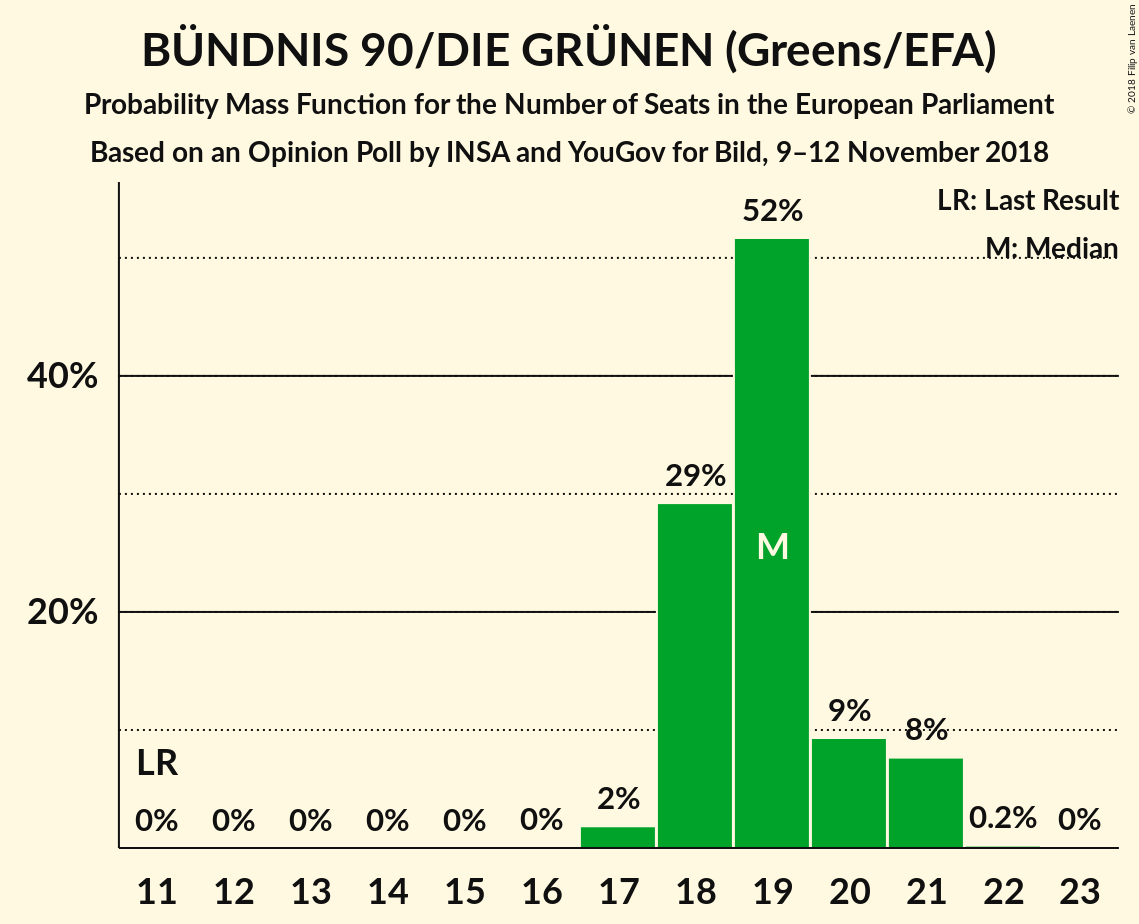 BÜNDNIS 90/DIE GRÜNEN (Greens/EFA)
Probability Mass Function for the Number of Seats in the European Parliament
Based on an Opinion Poll by INSA and YouGov for Bild, 9–12 November 2018
© 2018 Filip van Laenen
LR: Last Result
M: Median
52%
40%
29%
M
20%
9%
8%
LR
0% 0% 0% 0% 0% 0% 2% 0.2% 0%
11 12 13 14 15 16 17 18 19 20 21 22 23